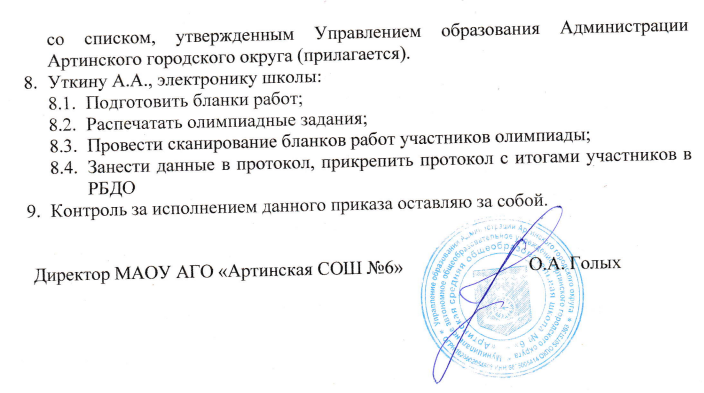 со списком, утвержденным Управлением образования Администрации
Артинского городского округа (прилагается).
8. Уткину А.А., электронику школы:
8.1. Подготовить бланки работ;
8.2. Распечатать олимпиадные задания;
8.3. Провести сканирование бланков работ участников олимпиады;
8.4. Занести данные в протокол, прикрепить протокол с итогами участников в
РБДО
9. Контроль за исполнением данного приказа оставляю за собой.
Директор МАОУ АГО «Артинская СОШ №6» О.А. Голых